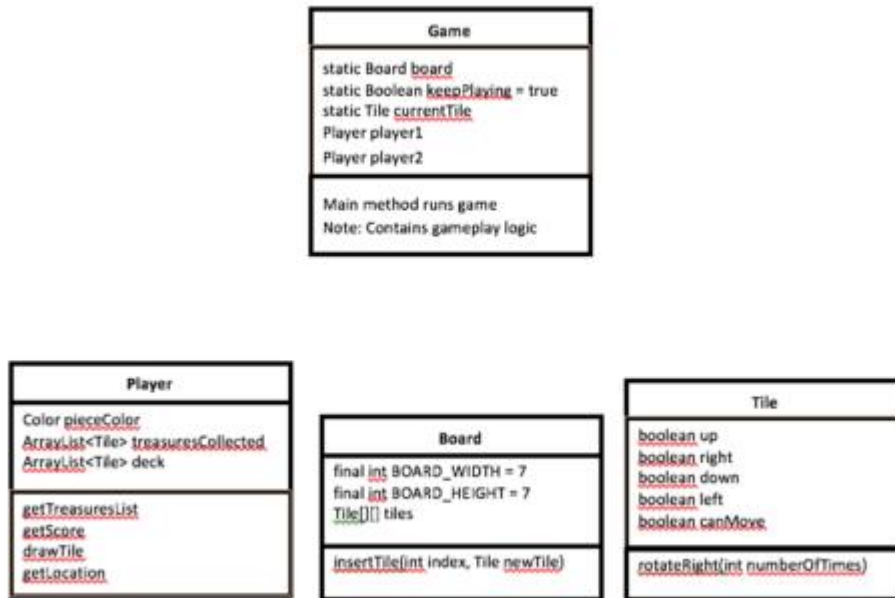 Game
static Board board
static Boolean keepPlaying = true
static Tile currentTile
Player player1
Player player2
Main method runs game
Note: Contains gameplay logic
Player
Color pieceColor
ArrayList<Tile> treasuresCollected
ArrayList<Tile> deck
getTreasuresList
getScore
drawTile
getLocation
Board
final int BOARD_WIDTH = 7
final int BOARD_HEIGHT = 7
Tile[][] tiles
insertTile(int index, Tile newTile)
Tile
boolean up
boolean right
boolean down
boolean left
boolean canMove
rotateRight(int numberOfTimes)